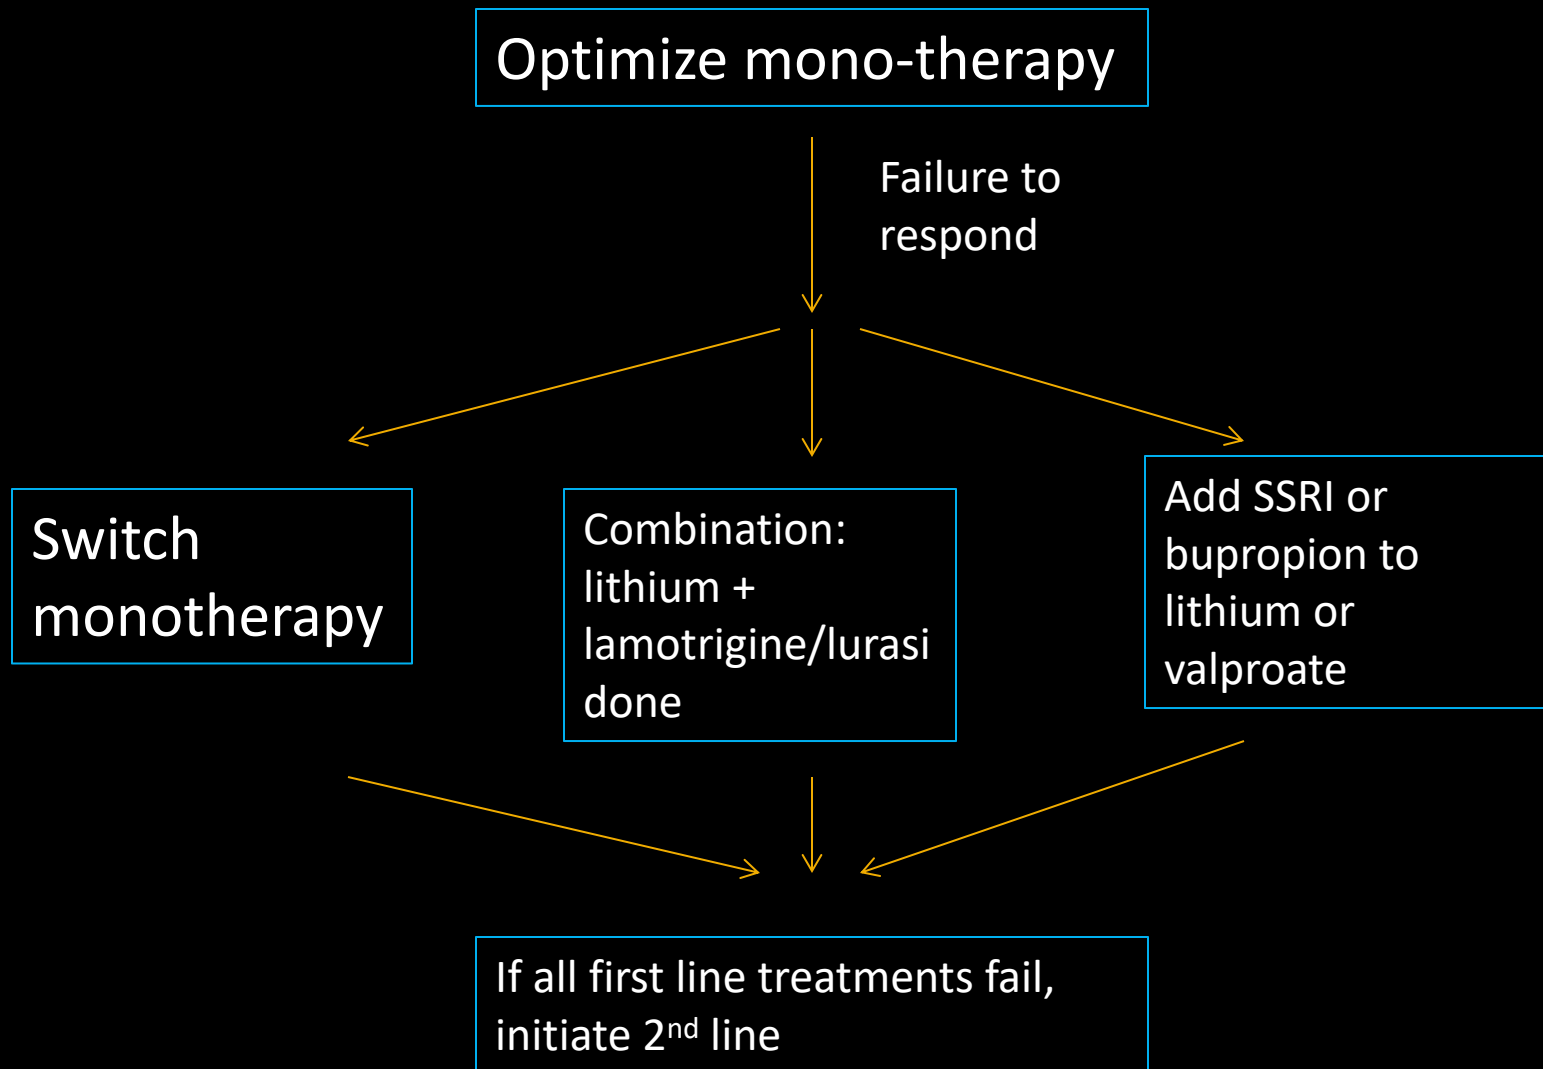 Optimize mono-therapy
Failure to
respond
Switch
monotherapy
Combination:
lithium +
lamotrigine/lurasi
done
Add SSRI or
bupropion to
lithium or
valproate
If all first line treatments fail,
initiate 2nd line